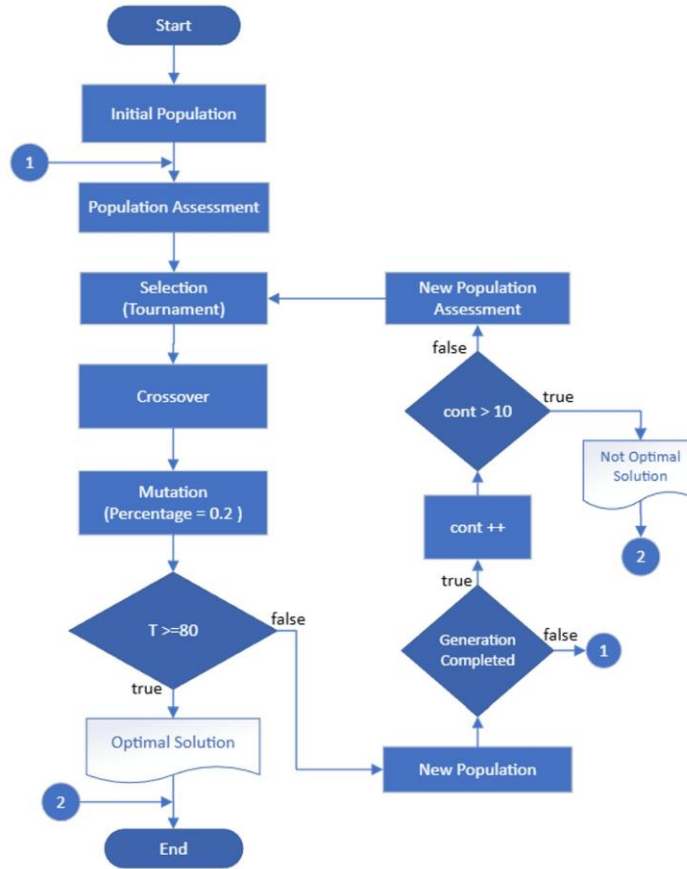 Start
Initial Population
1
Population Assessment
Selection
(Tournament)
Crossover
Mutation
(Percentage = 0.2 )
T >=80
false
true
Optimal Solution
2
End
New Population
Assessment
false
cont > 10
true
Not Optimal
Solution
2
cont ++
true
Generation
Completed
false
1
New Population